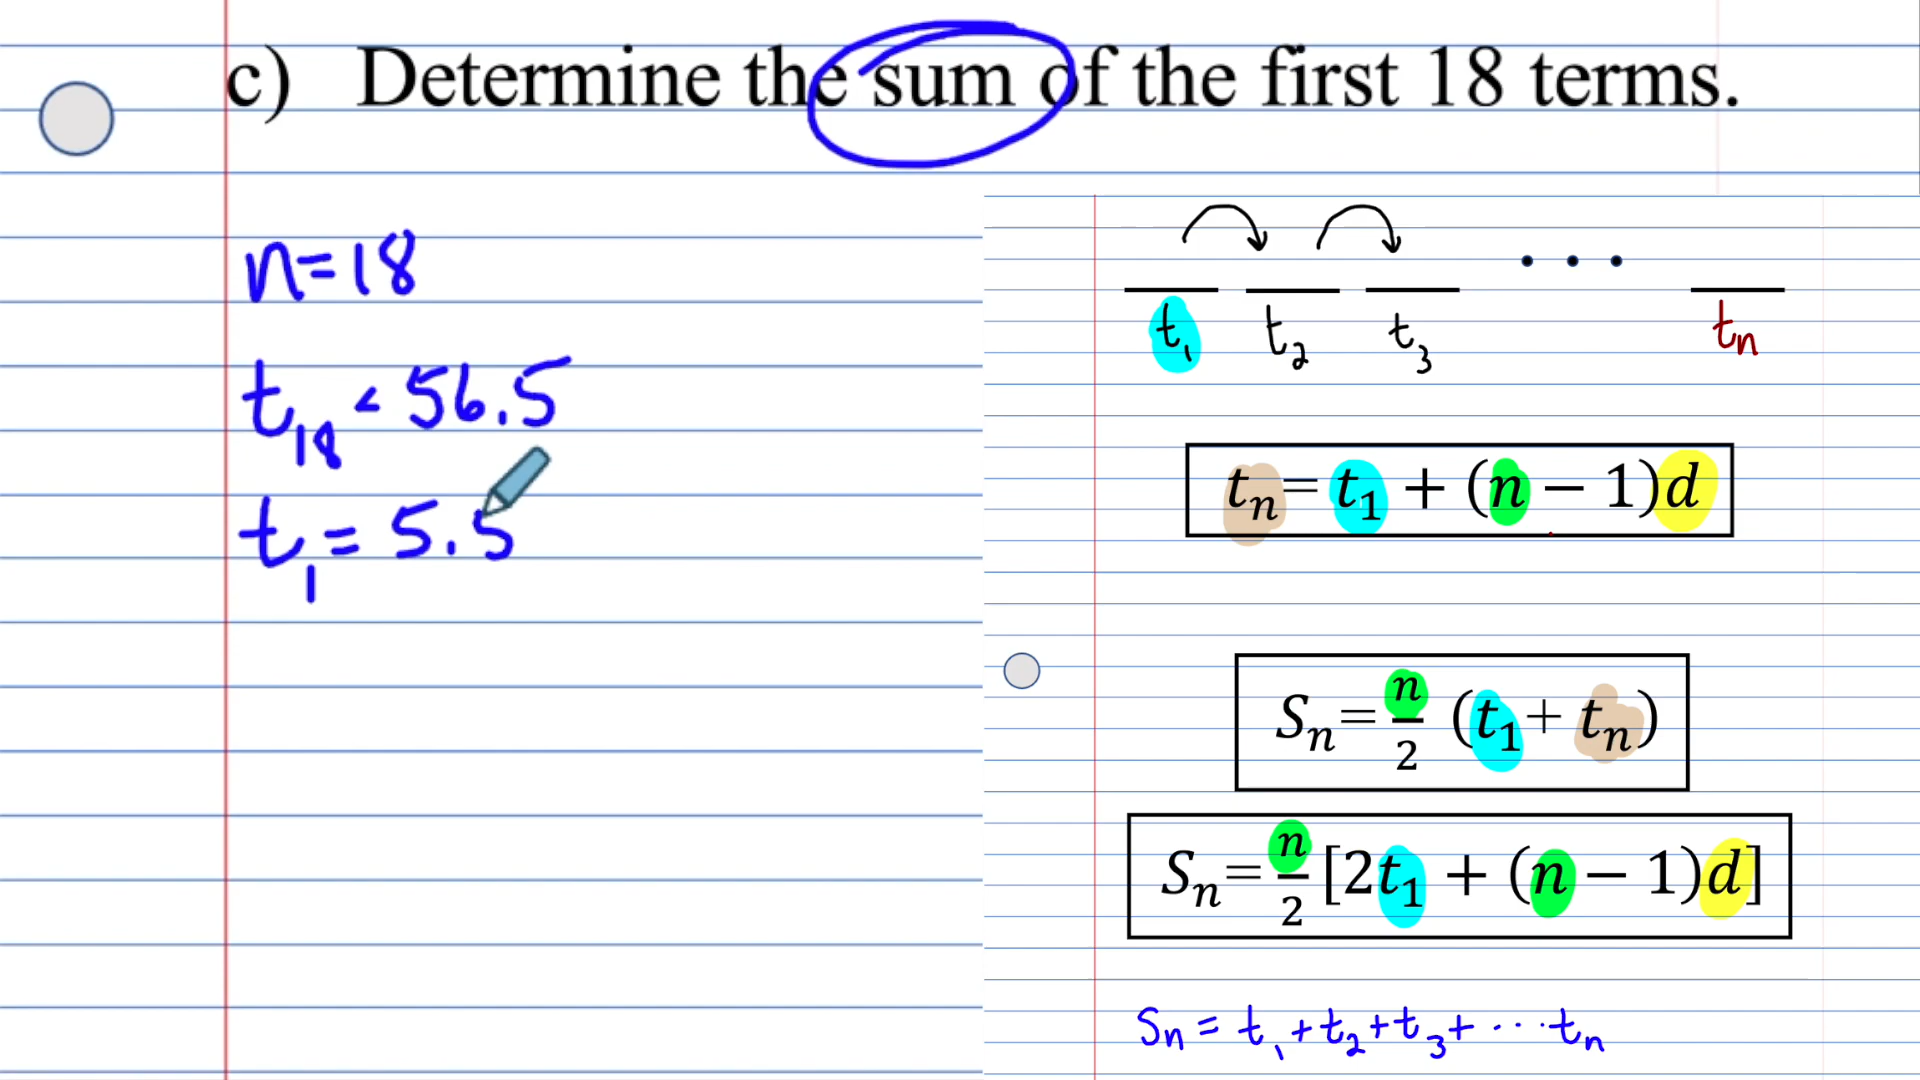 c) Determine the sum of the first 18 terms.
n=18
t₁₈ < 56.5
t₁ = 5.5
t₁ t₂ t₃ . . . tₙ
tₙ = t₁ + (n − 1)d
Sₙ = n/2 (t₁ + tₙ)
Sₙ = n/2 [2t₁ + (n − 1)d]
Sₙ = t₁ + t₂ + t₃ + ... tₙ